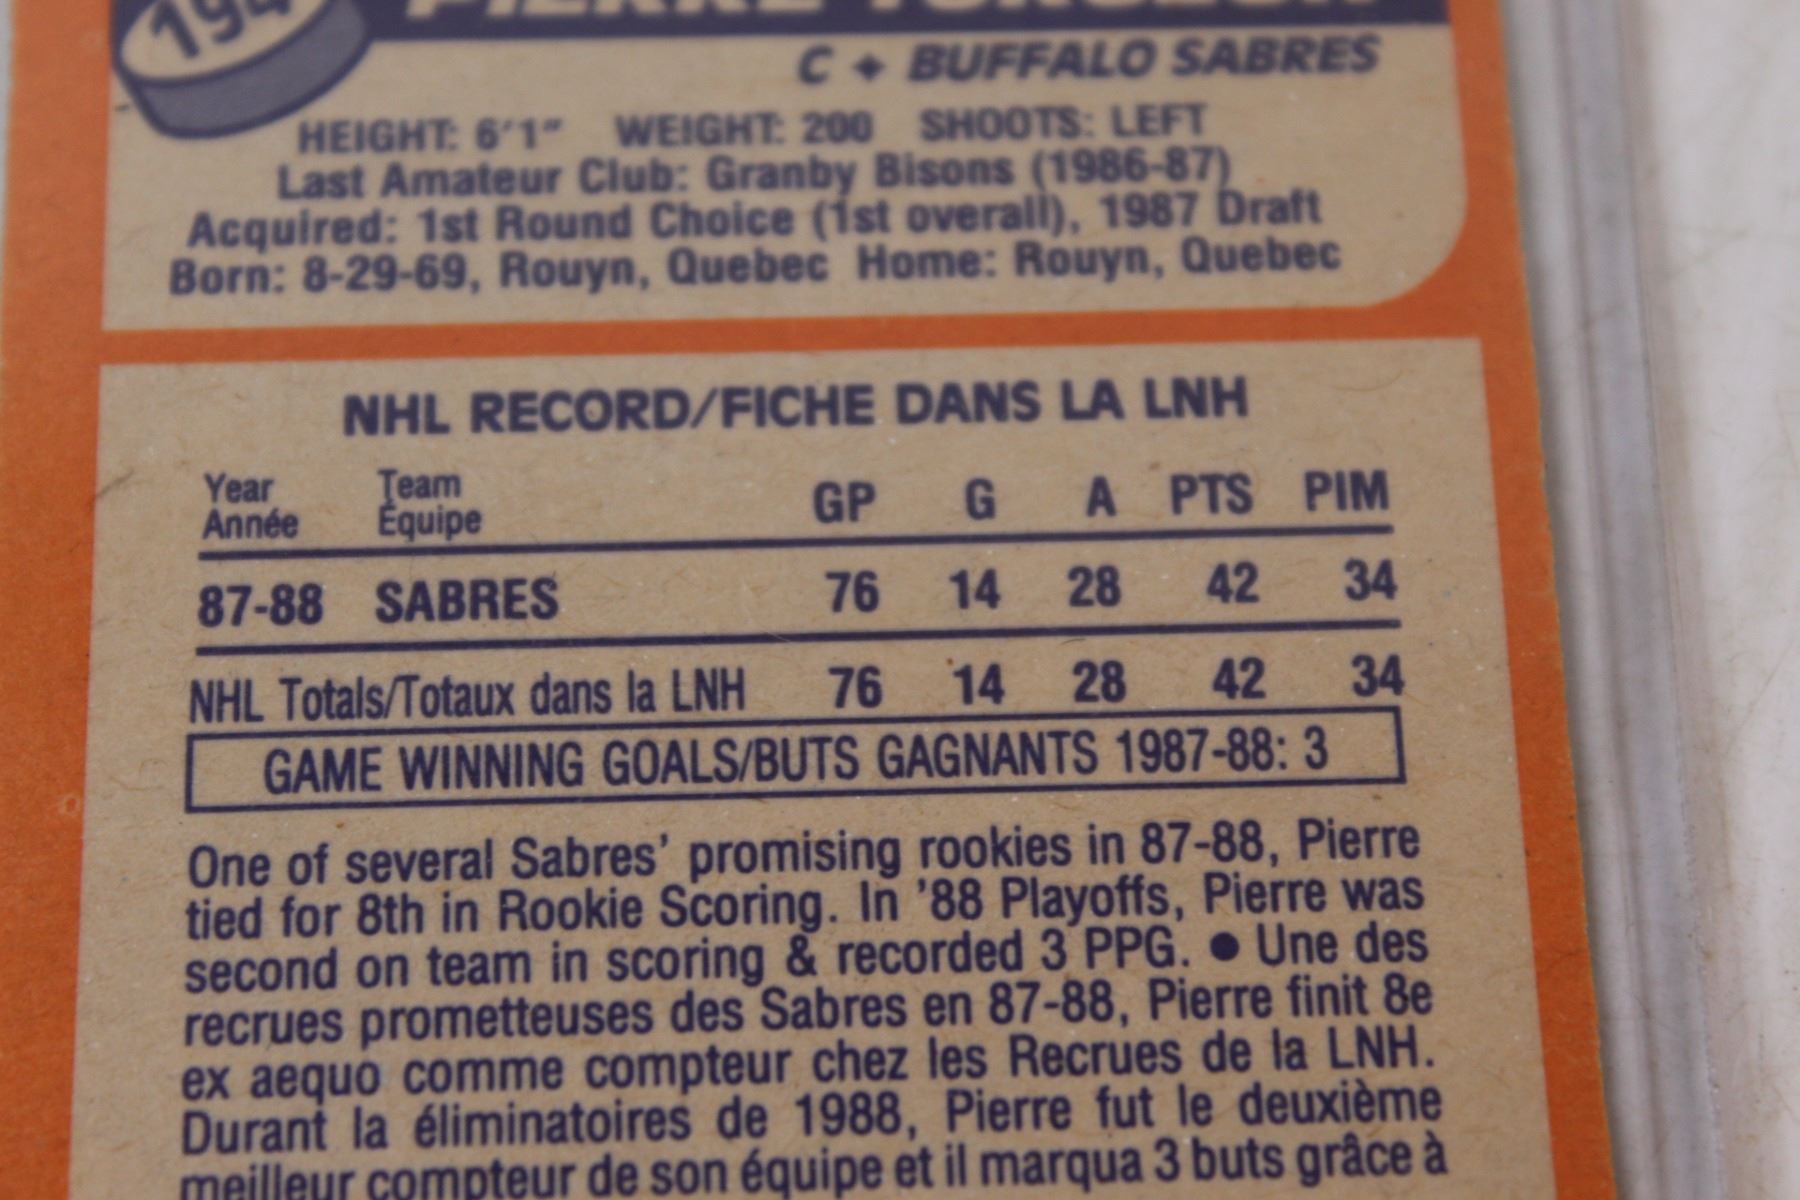 194
PIERRE TURGEON
C ♦ BUFFALO SABRES
HEIGHT: 6'1" WEIGHT: 200 SHOOTS: LEFT
Last Amateur Club: Granby Bisons (1986-87)
Acquired: 1st Round Choice (1st overall), 1987 Draft
Born: 8-29-69, Rouyn, Quebec Home: Rouyn, Quebec
NHL RECORD/FICHE DANS LA LNH
Year Team GP G A PTS PIM
Année Équipe
87-88 SABRES 76 14 28 42 34
NHL Totals/Totaux dans la LNH 76 14 28 42 34
GAME WINNING GOALS/BUTS GAGNANTS 1987-88: 3
One of several Sabres' promising rookies in 87-88, Pierre
tied for 8th in Rookie Scoring. In '88 Playoffs, Pierre was
second on team in scoring & recorded 3 PPG. ● Une des
recrues prometteuses des Sabres en 87-88, Pierre finit 8e
ex aequo comme compteur chez les Recrues de la LNH.
Durant la éliminatoires de 1988, Pierre fut le deuxième
meilleur compteur de son équipe et il marqua 3 buts grâce à